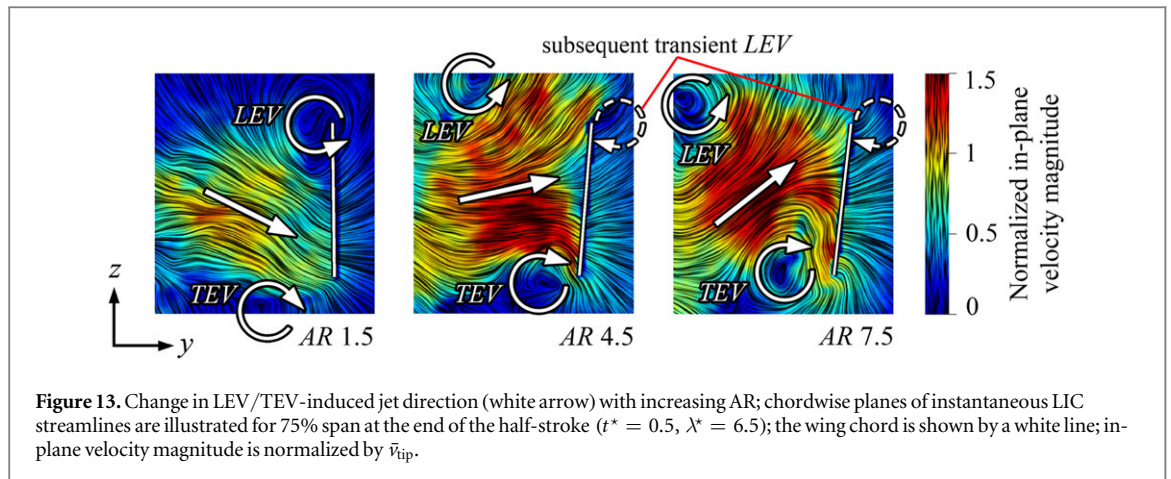 subsequent transient LEV
LEV
TEV
AR 1.5
LEV
TEV
AR 4.5
LEV
TEV
AR 7.5
z
y
1.5
1
0.5
0
Normalized in-plane
velocity magnitude
Figure 13. Change in LEV/TEV-induced jet direction (white arrow) with increasing AR; chordwise planes of instantaneous LIC
streamlines are illustrated for 75% span at the end of the half-stroke (t⋆ = 0.5, λ⋆ = 6.5); the wing chord is shown by a white line; in-
plane velocity magnitude is normalized by v̄tip.